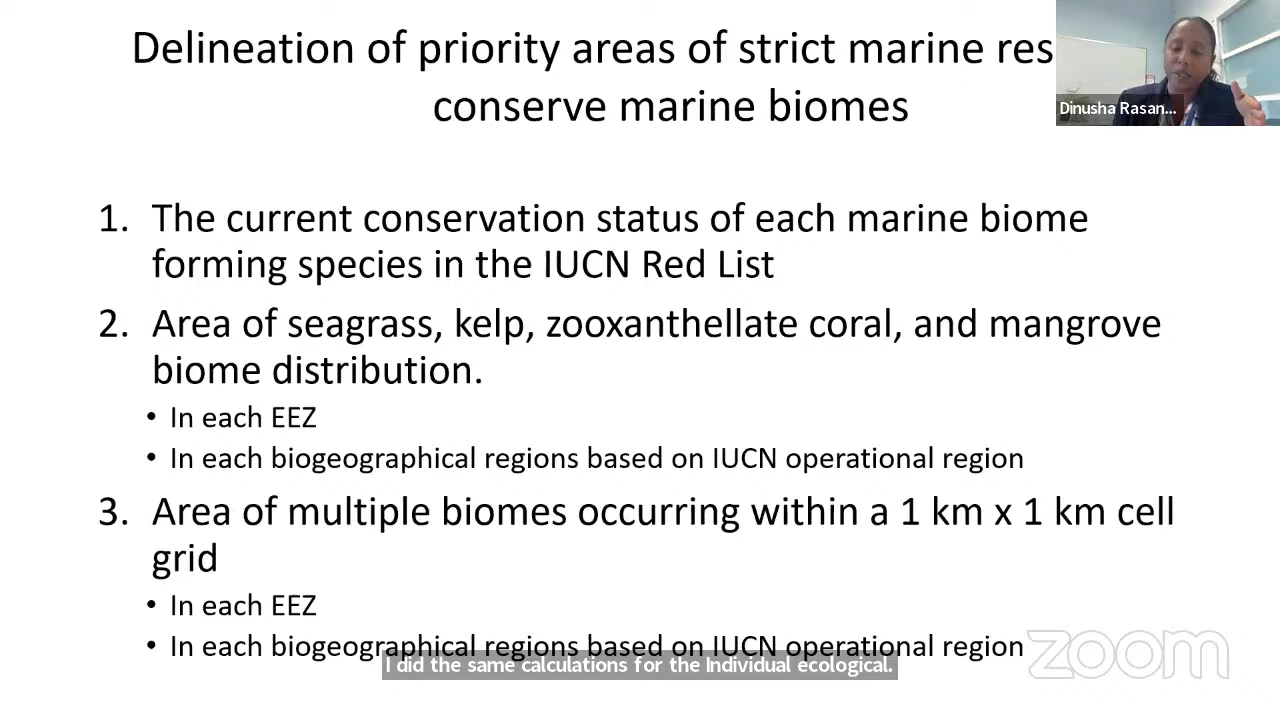 Delineation of priority areas of strict marine res
conserve marine biomes
Dinusha Rasan...
1. The current conservation status of each marine biome
forming species in the IUCN Red List
2. Area of seagrass, kelp, zooxanthellate coral, and mangrove
biome distribution.
• In each EEZ
• In each biogeographical regions based on IUCN operational region
3. Area of multiple biomes occurring within a 1 km x 1 km cell
grid
• In each EEZ
• In each biogeographical regions based on IUCN operational region
I did the same calculations for the Individual ecological.
zoom